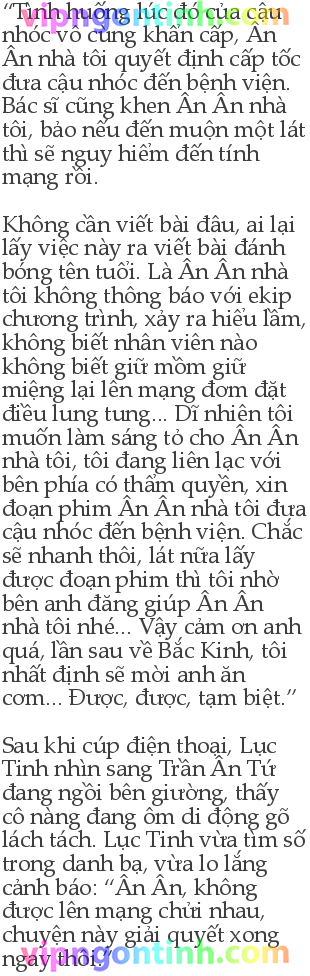 vipngontinh.com
“Tình huống lúc đó của cậu
nhóc vô cùng khẩn cấp, Ân
Ân nhà tôi quyết định cấp tốc
đưa cậu nhóc đến bệnh viện.
Bác sĩ cũng khen Ân Ân nhà
tôi, bảo nếu đến muộn một lát
thì sẽ nguy hiểm đến tính
mạng rồi.
Không cần viết bài đâu, ai lại
lấy việc này ra viết bài đánh
bóng tên tuổi. Là Ân Ân nhà
tôi không thông báo với ekip
chương trình, xảy ra hiểu lầm,
không biết nhân viên nào
không biết giữ mồm giữ
miệng lại lên mạng đơm đặt
điều lung tung... Dĩ nhiên tôi
muốn làm sáng tỏ cho Ân Ân
nhà tôi, tôi đang liên lạc với
bên phía có thẩm quyền, xin
đoạn phim Ân Ân nhà tôi đưa
cậu nhóc đến bệnh viện. Chắc
sẽ nhanh thôi, lát nữa lấy
được đoạn phim thì tôi nhờ
bên anh đăng giúp Ân Ân
nhà tôi nhé... Vậy cảm ơn anh
quá, lần sau về Bắc Kinh, tôi
nhất định sẽ mời anh ăn
cơm... Được, được, tạm biệt.”
Sau khi cúp điện thoại, Lục
Tinh nhìn sang Trần Ân Tứ
đang ngồi bên giường, thấy
cô nàng đang ôm di động gõ
lách tách. Lục Tinh vừa tìm số
trong danh bạ, vừa lo lắng
cảnh báo: “Ân Ân, không
được lên mạng chửi nhau,
chuyện này giải quyết xong
ngay thôi.”
vipngontinh.com